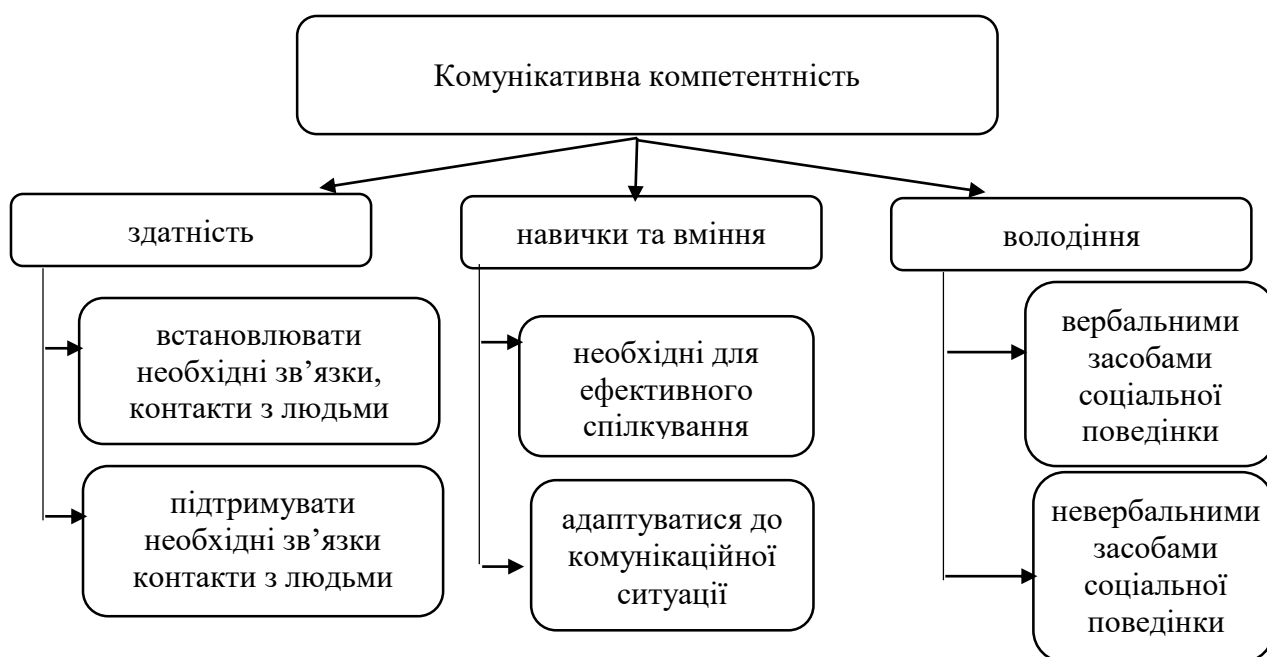 Комунікативна компетентність
здатність
навички та вміння
володіння
встановлювати
необхідні зв’язки,
контакти з людьми
підтримувати
необхідні зв’язки
контакти з людьми
необхідні для
ефективного
спілкування
адаптуватися до
комунікаційної
ситуації
вербальними
засобами
соціальної
поведінки
невербальними
засобами
соціальної
поведінки